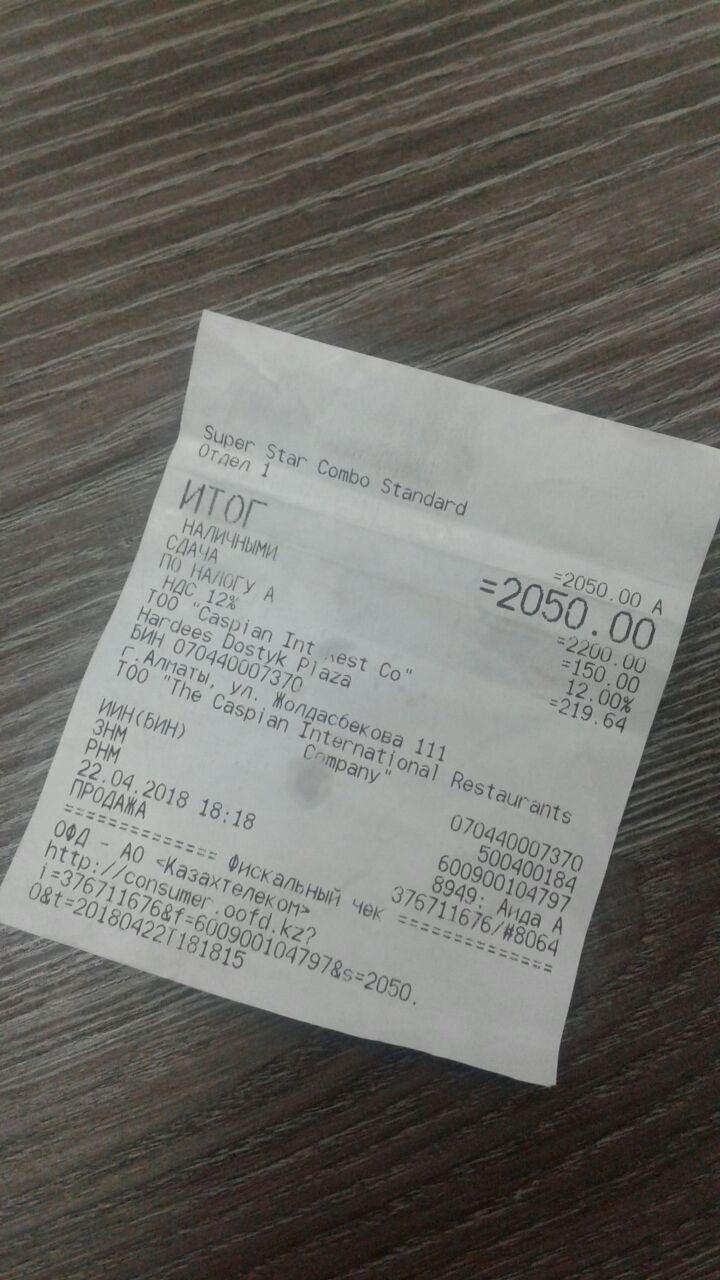 Super Star Combo Standard
Отдел 1
=2050.00 А
ИТОГ =2050.00
НАЛИЧНЫМИ =2200.00
СДАЧА =150.00
ПО НАЛОГУ А 12.00%
НДС 12% =219.64
ТОО "Caspian Int est Co"
Hardees Dostyk Plaza
БИН 070440007370
г.Алматы, ул. Жолдасбекова 111
ТОО "The Caspian International Restaurants
Company"
ИИН(БИН) 070440007370
ЗНМ 500400184
РНМ 600900104797
22.04.2018 18:18 8949: Аида А
ПРОДАЖА 376711676/#8064
============= Фискальный чек =============
ОФД - АО <Казахтелеком>
http://consumer.oofd.kz?
i=376711676&f=600900104797&s=2050.
0&t=20180422T181815